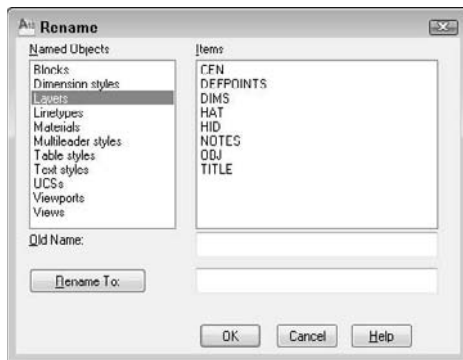 Rename
Named Objects
Items
Blocks
Dimension styles
Layers
Linetypes
Materials
Multileader styles
Table styles
Text styles
UCSs
Viewports
Views
CEN
DEFPOINTS
DIMS
HAT
HID
NOTES
OBJ
TITLE
Old Name:
Rename To:
OK
Cancel
Help